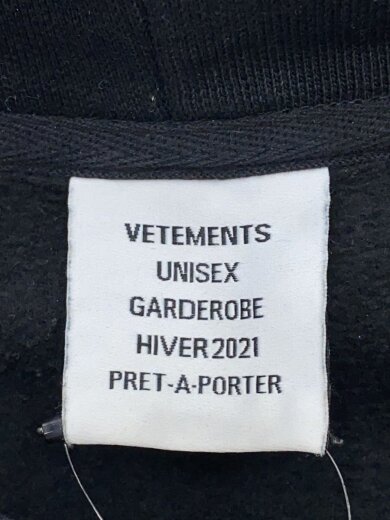 VETEMENTS
UNISEX
GARDEROBE
HIVER 2021
PRET-A-PORTER